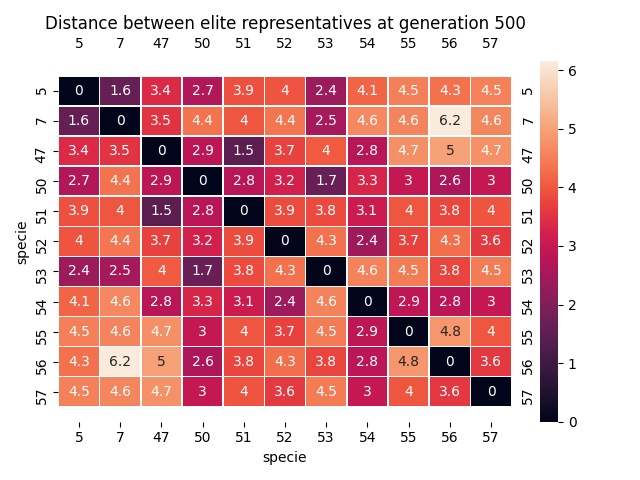 Distance between elite representatives at generation 500
5 7 47 50 51 52 53 54 55 56 57
5 0 1.6 3.4 2.7 3.9 4 2.4 4.1 4.5 4.3 4.5 5
7 1.6 0 3.5 4.4 4 4.4 2.5 4.6 4.6 6.2 4.6 7
47 3.4 3.5 0 2.9 1.5 3.7 4 2.8 4.7 5 4.7 47
50 2.7 4.4 2.9 0 2.8 3.2 1.7 3.3 3 2.6 3 50
51 3.9 4 1.5 2.8 0 3.9 3.8 3.1 4 3.8 4 51
52 4 4.4 3.7 3.2 3.9 0 4.3 2.4 3.7 4.3 3.6 52
53 2.4 2.5 4 1.7 3.8 4.3 0 4.6 4.5 3.8 4.5 53
54 4.1 4.6 2.8 3.3 3.1 2.4 4.6 0 2.9 2.8 3 54
55 4.5 4.6 4.7 3 4 3.7 4.5 2.9 0 4.8 4 55
56 4.3 6.2 5 2.6 3.8 4.3 3.8 2.8 4.8 0 3.6 56
57 4.5 4.6 4.7 3 4 3.6 4.5 3 4 3.6 0 57
5 7 47 50 51 52 53 54 55 56 57
specie
specie
6
5
4
3
2
1
0